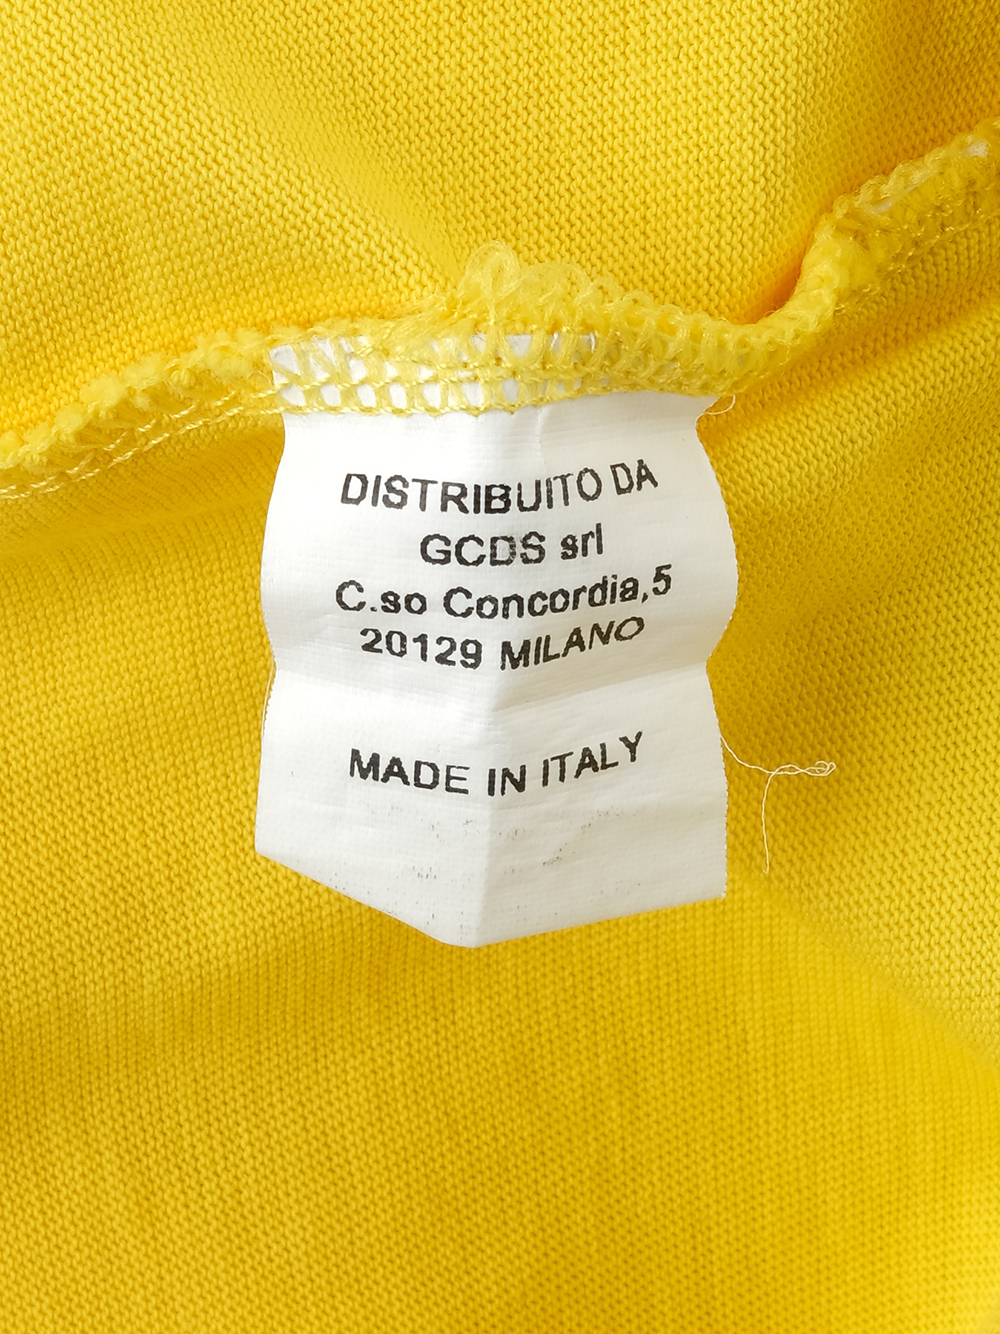 DISTRIBUITO DA
GCDS srl
C.so Concordia,5
20129 MILANO
MADE IN ITALY